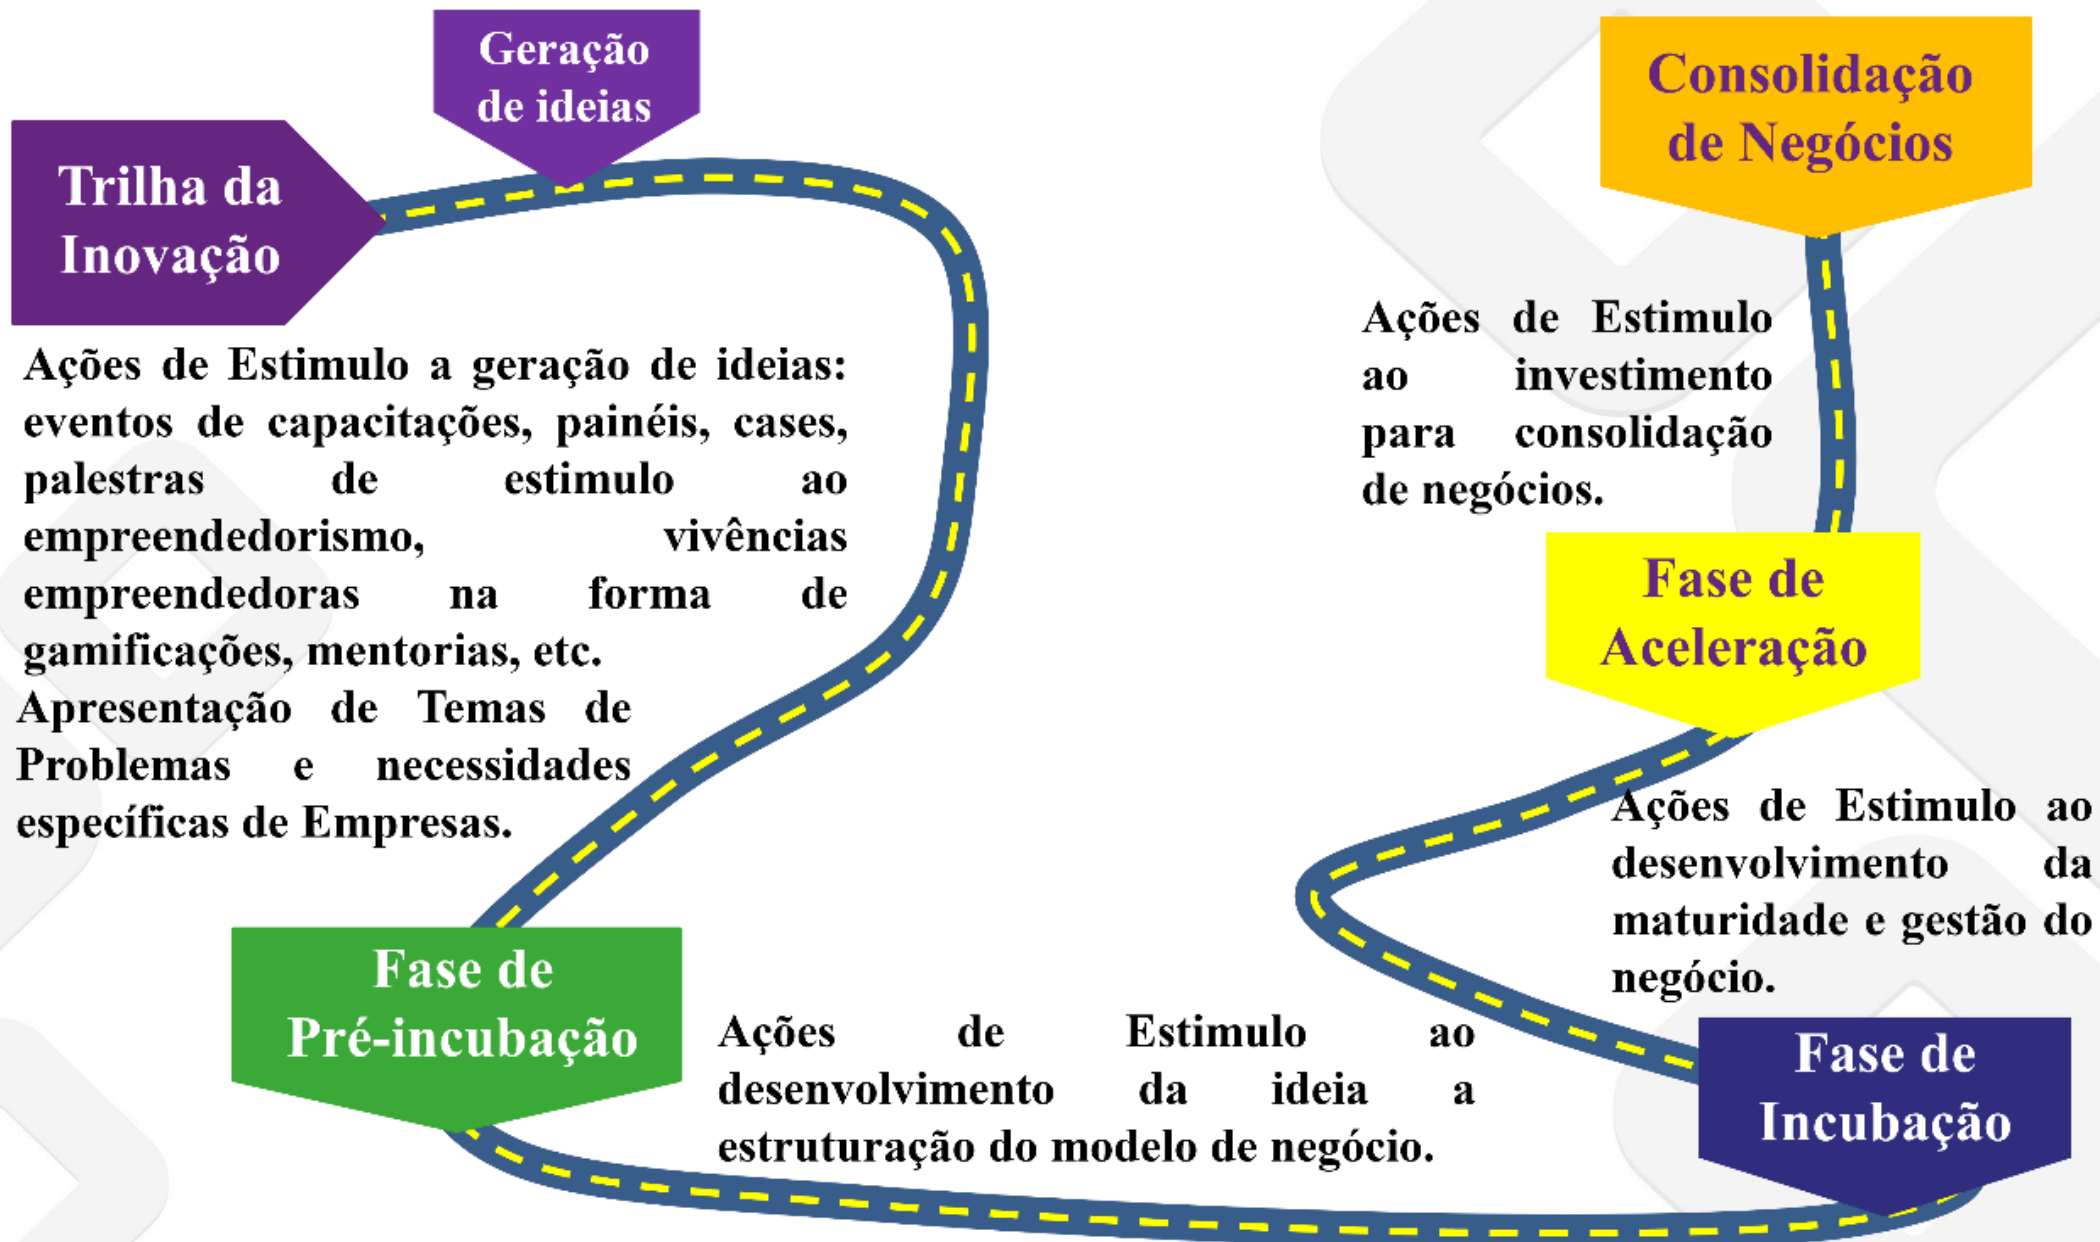 Geração
de ideias
Trilha da
Inovação
Ações de Estimulo a geração de ideias:
eventos de capacitações, painéis, cases,
palestras de estimulo ao
empreendedorismo, vivências
empreendedoras na forma de
gamificações, mentorias, etc.
Apresentação de Temas de
Problemas e necessidades
específicas de Empresas.
Fase de
Pré-incubação
Ações de Estimulo ao
desenvolvimento da ideia a
estruturação do modelo de negócio.
Fase de
Incubação
Ações de Estimulo ao
desenvolvimento da
maturidade e gestão do
negócio.
Fase de
Aceleração
Ações de Estimulo
ao investimento
para consolidação
de negócios.
Consolidação
de Negócios